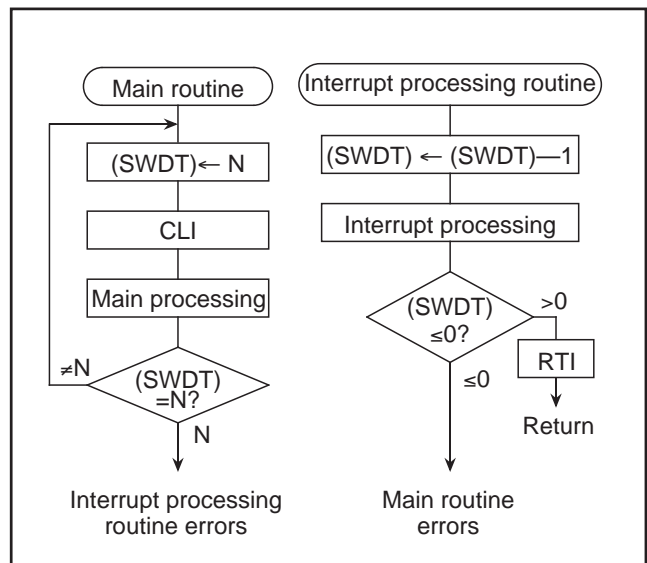 Main routine
(SWDT)← N
CLI
Main processing
≠N
(SWDT)
=N?
N
Interrupt processing
routine errors
Interrupt processing routine
(SWDT) ← (SWDT)—1
Interrupt processing
(SWDT)
≤0?
>0
RTI
≤0
Return
Main routine
errors